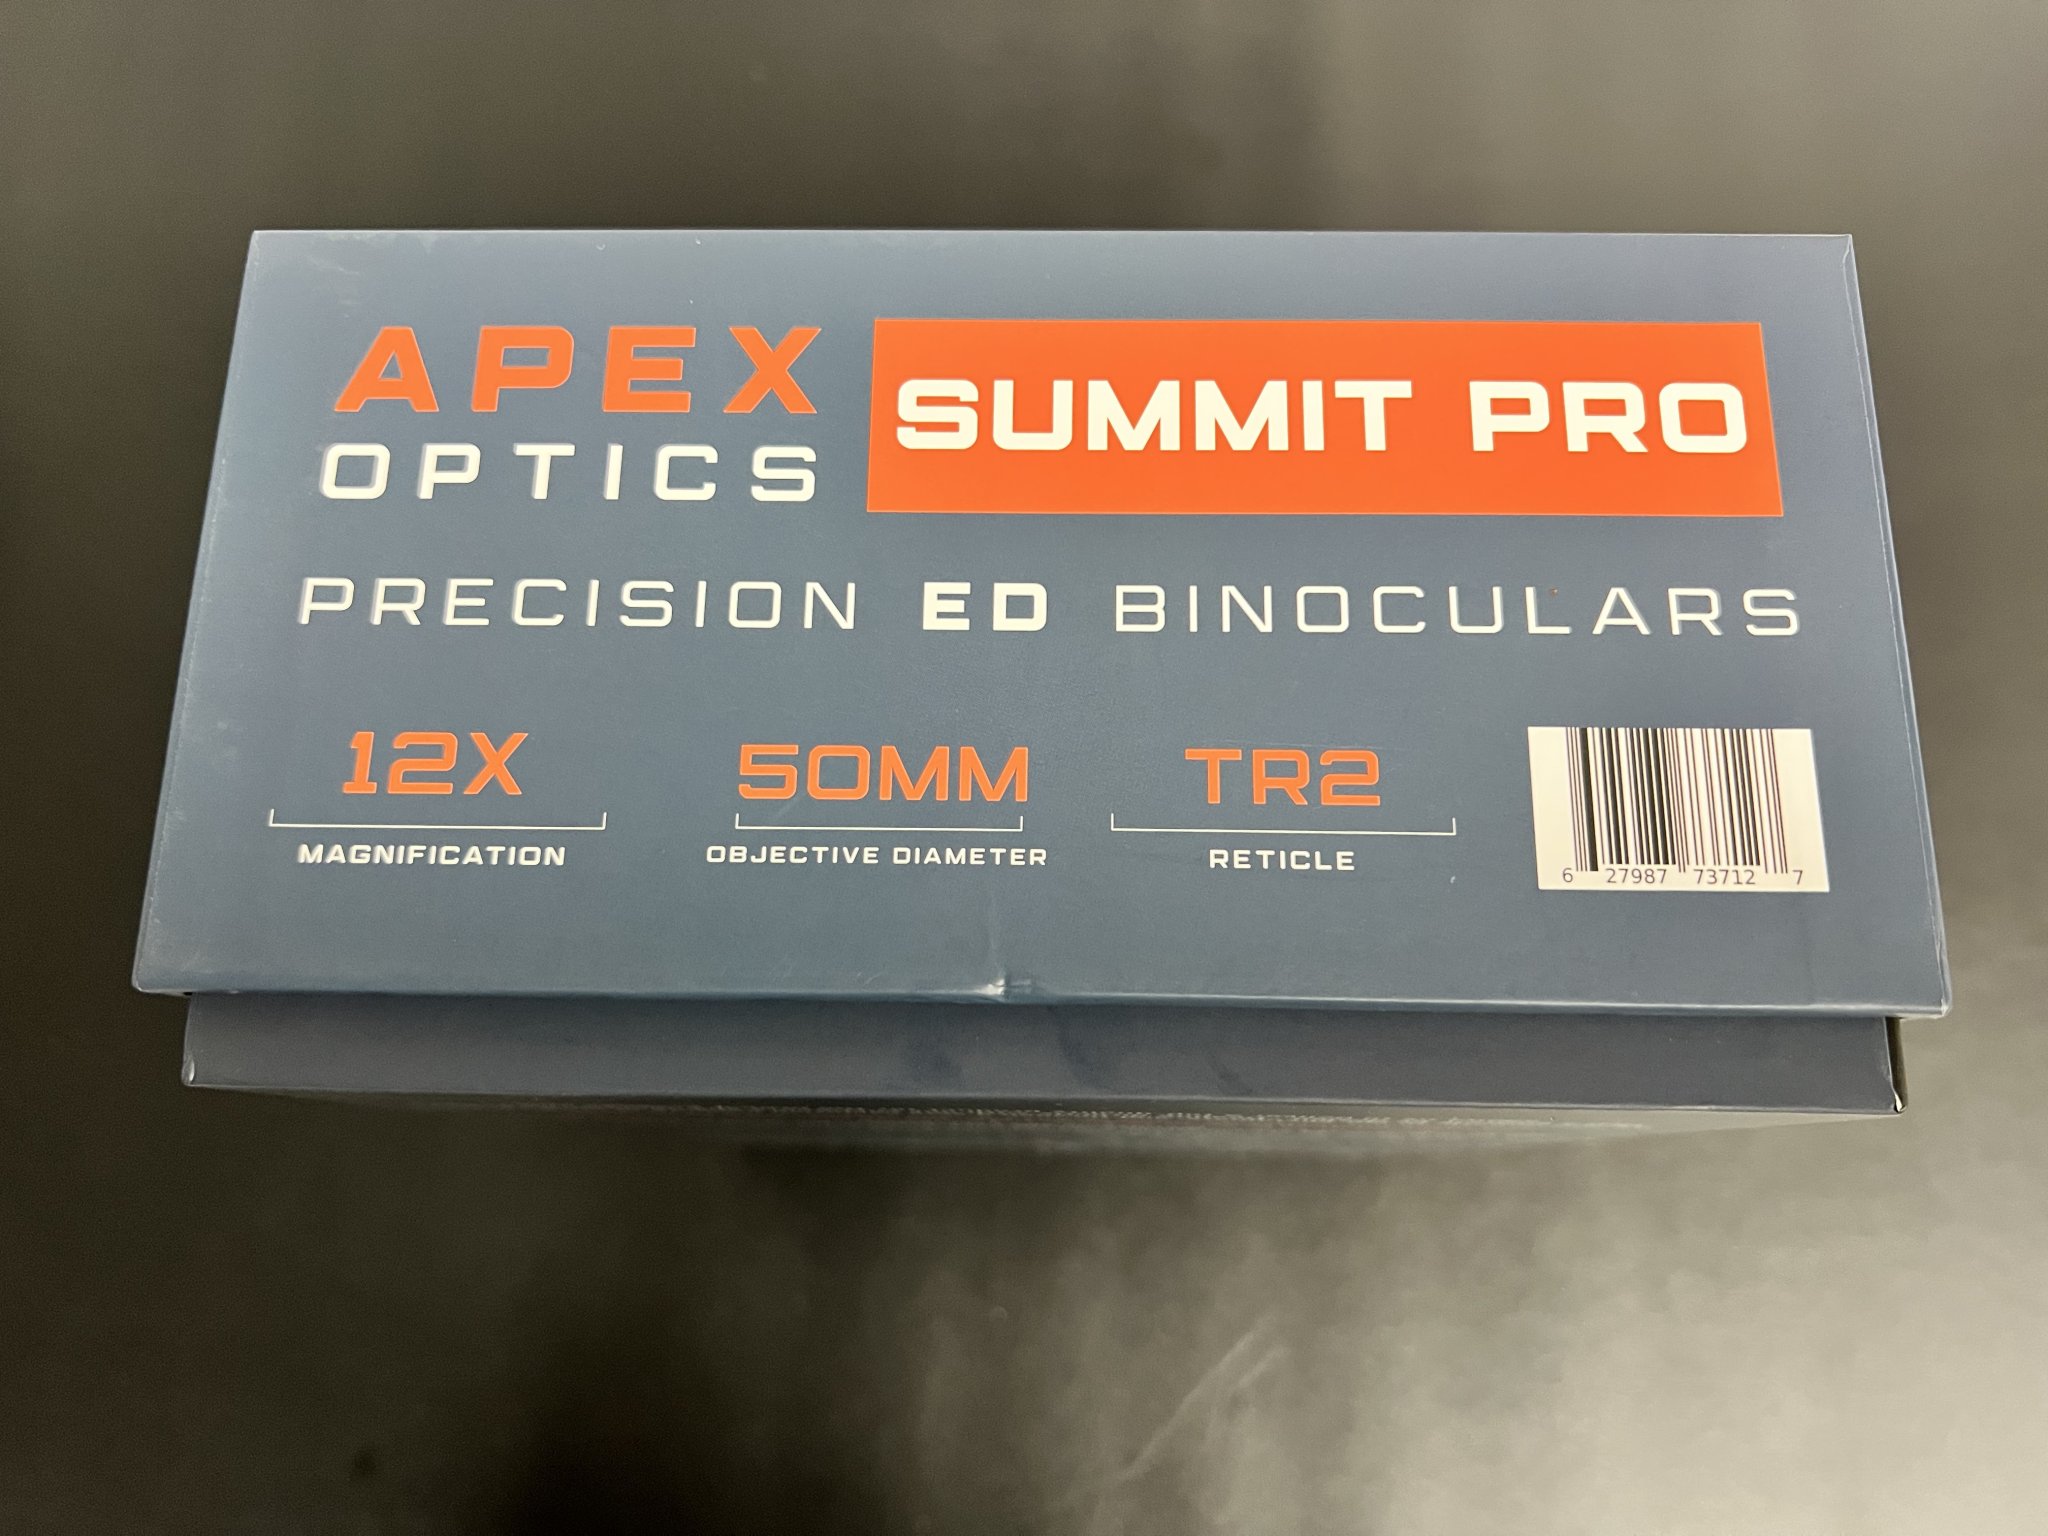 APEX
OPTICS
SUMMIT PRO
PRECISION ED BINOCULARS
12X
MAGNIFICATION
50MM
OBJECTIVE DIAMETER
TR2
RETICLE
6 27987 73712 7